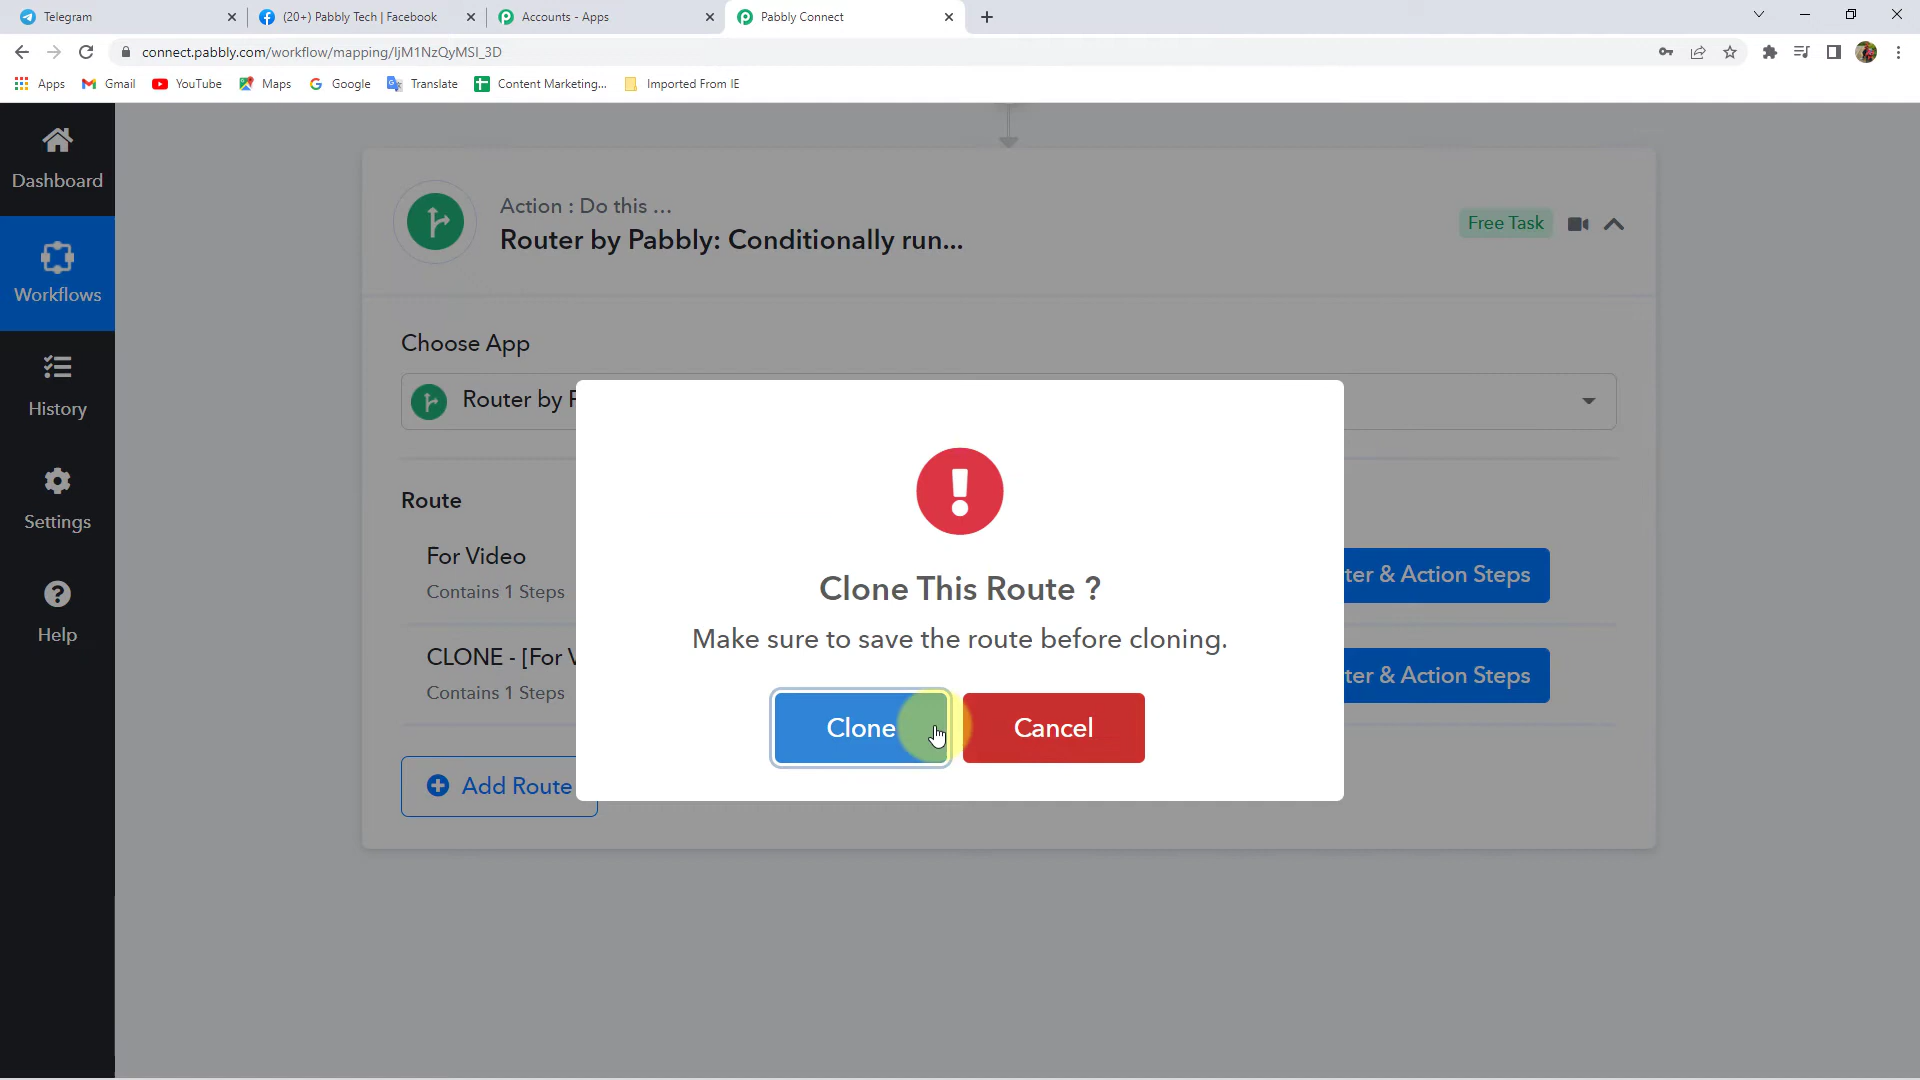 Telegram
(20+) Pabbly Tech | Facebook
Accounts - Apps
Pabbly Connect
connect.pabbly.com/workflow/mapping/IjM1NzQyMSI_3D
Apps
Gmail
YouTube
Maps
Google
Translate
Content Marketing...
Imported From IE
Dashboard
Workflows
History
Settings
Help
Action : Do this ...
Router by Pabbly: Conditionally run...
Free Task
Choose App
Router by P
Route
For Video
Contains 1 Steps
ter & Action Steps
CLONE - [For V
Contains 1 Steps
ter & Action Steps
Add Route
Clone This Route ?
Make sure to save the route before cloning.
Clone
Cancel